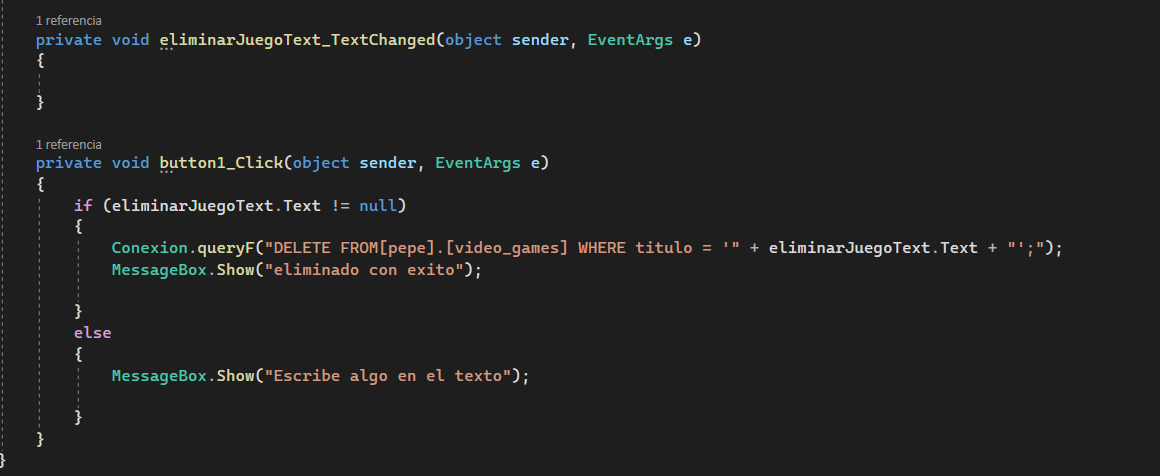 1 referencia
private void eliminarJuegoText_TextChanged(object sender, EventArgs e)
{
}
1 referencia
private void button1_Click(object sender, EventArgs e)
{
if (eliminarJuegoText.Text != null)
{
Conexion.queryF("DELETE FROM[pepe].[video_games] WHERE titulo = '" + eliminarJuegoText.Text + "';");
MessageBox.Show("eliminado con exito");
}
else
{
MessageBox.Show("Escribe algo en el texto");
}
}
}